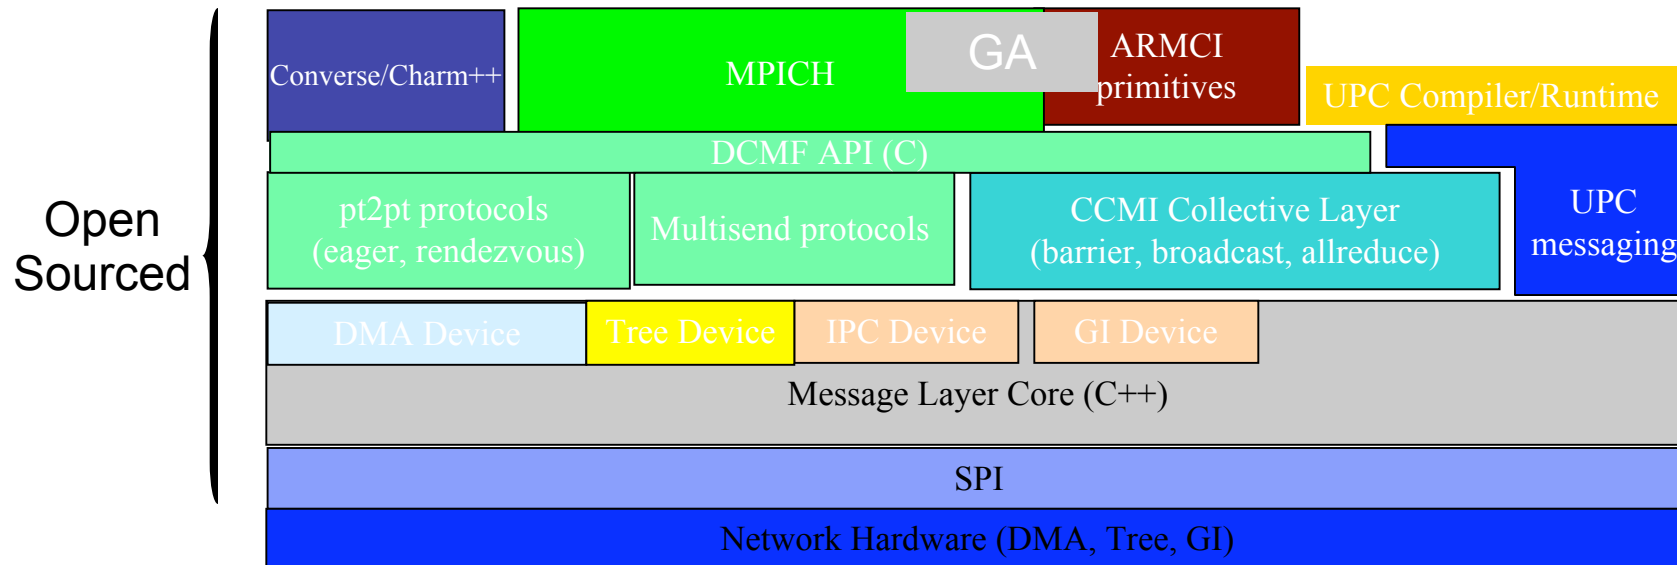 Open
Sourced
Converse/Charm++
MPICH
GA
ARMCI
primitives
UPC Compiler/Runtime
DCMF API (C)
pt2pt protocols
(eager, rendezvous)
Multisend protocols
CCMI Collective Layer
(barrier, broadcast, allreduce)
UPC
messaging
DMA Device
Tree Device
IPC Device
GI Device
Message Layer Core (C++)
SPI
Network Hardware (DMA, Tree, GI)